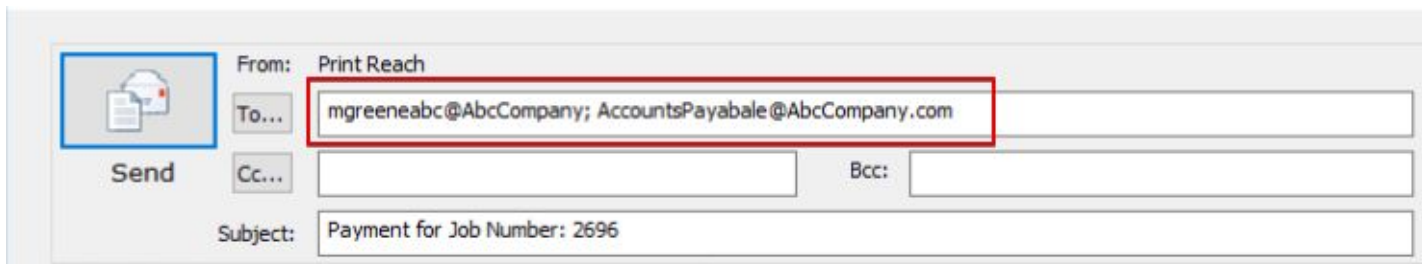 From: Print Reach
To... mgreeneabc@AbcCompany; AccountsPayabale@AbcCompany.com
Send Cc... Bcc:
Subject: Payment for Job Number: 2696